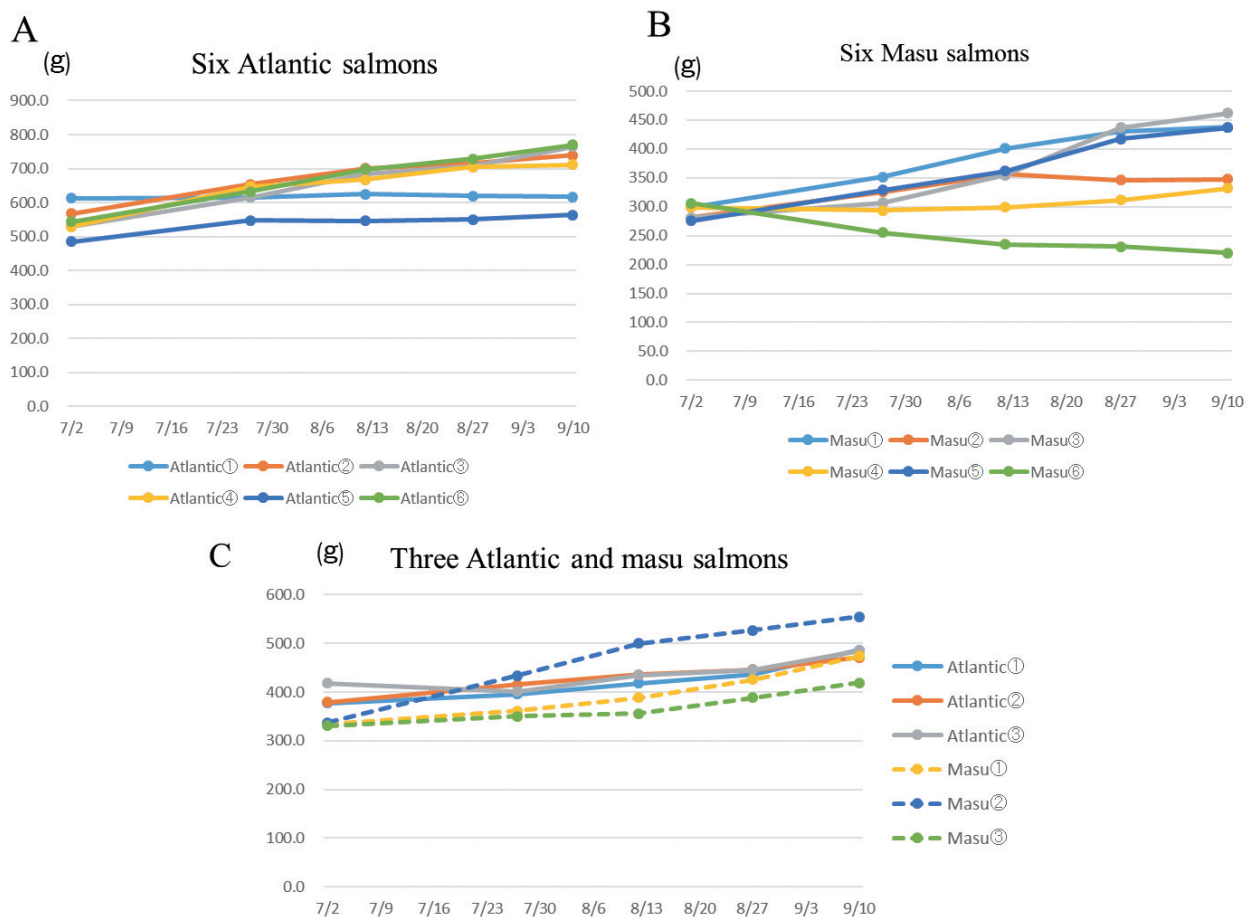 A
(g)
Six Atlantic salmons
900.0
800.0
700.0
600.0
500.0
400.0
300.0
200.0
100.0
0.0
7/2 7/9 7/16 7/23 7/30 8/6 8/13 8/20 8/27 9/3 9/10
Atlantic① Atlantic② Atlantic③
Atlantic④ Atlantic⑤ Atlantic⑥
B
(g)
Six Masu salmons
500.0
450.0
400.0
350.0
300.0
250.0
200.0
150.0
100.0
50.0
0.0
7/2 7/9 7/16 7/23 7/30 8/6 8/13 8/20 8/27 9/3 9/10
Masu① Masu② Masu③
Masu④ Masu⑤ Masu⑥
C
(g)
Three Atlantic and masu salmons
600.0
500.0
400.0
300.0
200.0
100.0
0.0
7/2 7/9 7/16 7/23 7/30 8/6 8/13 8/20 8/27 9/3 9/10
Atlantic①
Atlantic②
Atlantic③
Masu①
Masu②
Masu③